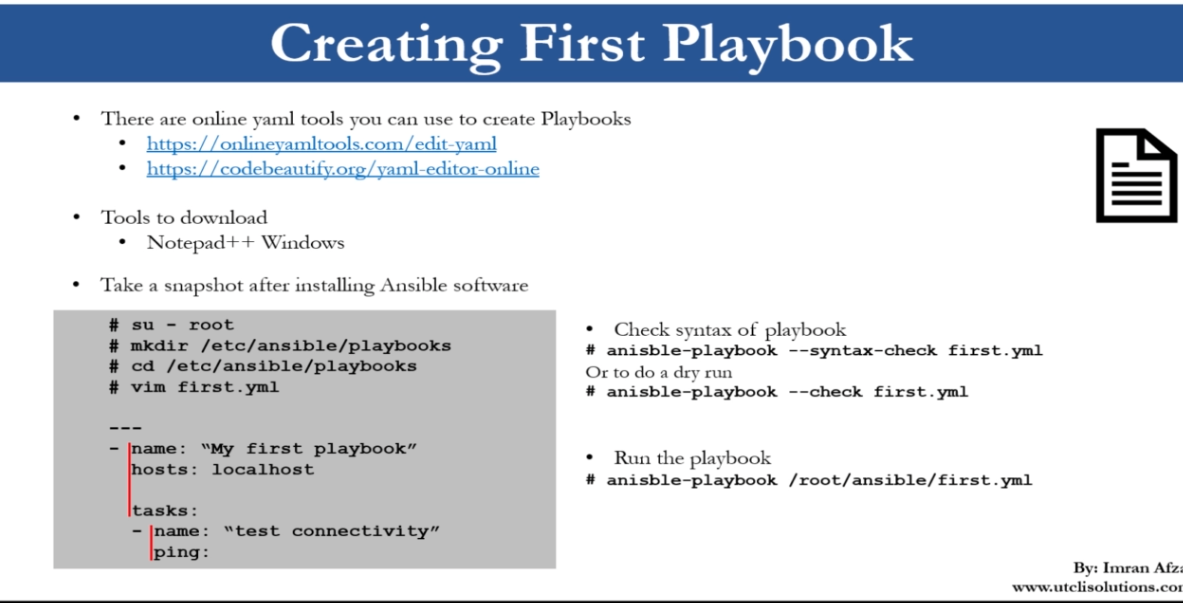 Creating First Playbook
• There are online yaml tools you can use to create Playbooks
• https://onlineyamltools.com/edit-yaml
• https://codebeautify.org/yaml-editor-online
• Tools to download
• Notepad++ Windows
• Take a snapshot after installing Ansible software
# su - root
# mkdir /etc/ansible/playbooks
# cd /etc/ansible/playbooks
# vim first.yml
---
- name: “My first playbook”
hosts: localhost
tasks:
- name: “test connectivity”
ping:
• Check syntax of playbook
# anisble-playbook --syntax-check first.yml
Or to do a dry run
# anisble-playbook --check first.yml
• Run the playbook
# anisble-playbook /root/ansible/first.yml
By: Imran Afza
www.utclisolutions.com